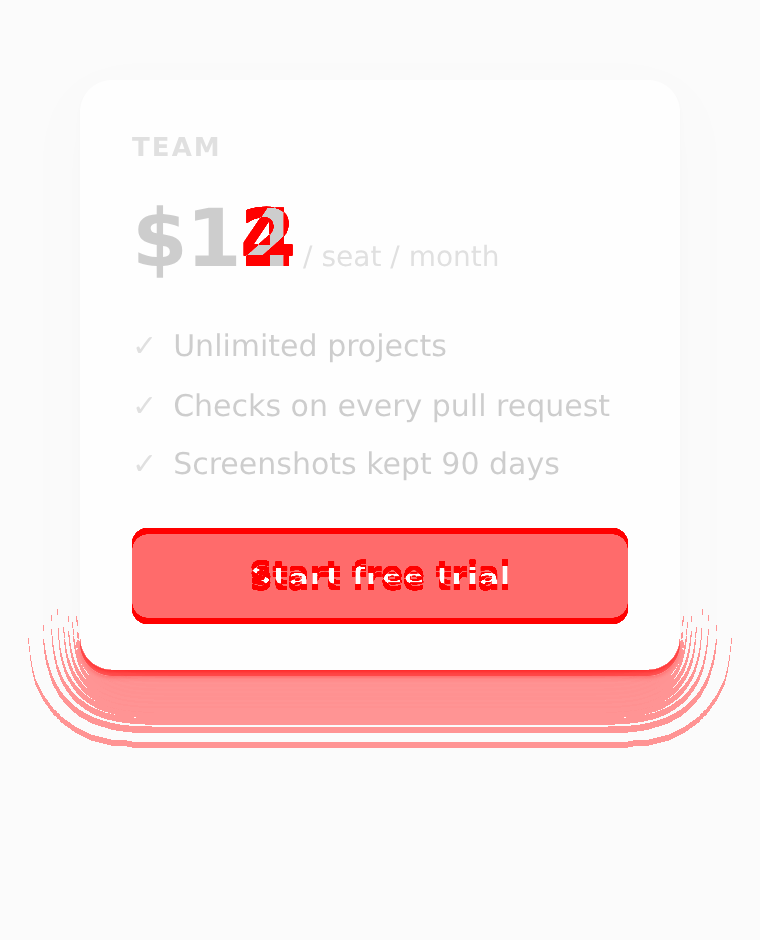 TEAM
/ seat / month
✓ Unlimited projects
✓ Checks on every pull request
✓ Screenshots kept 90 days
Start free trial